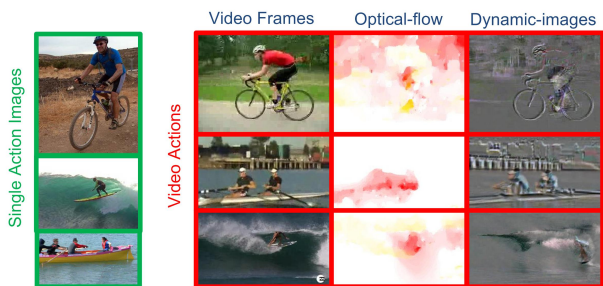 Video Frames
Optical-flow
Dynamic-images
Single Action Images
Video Actions